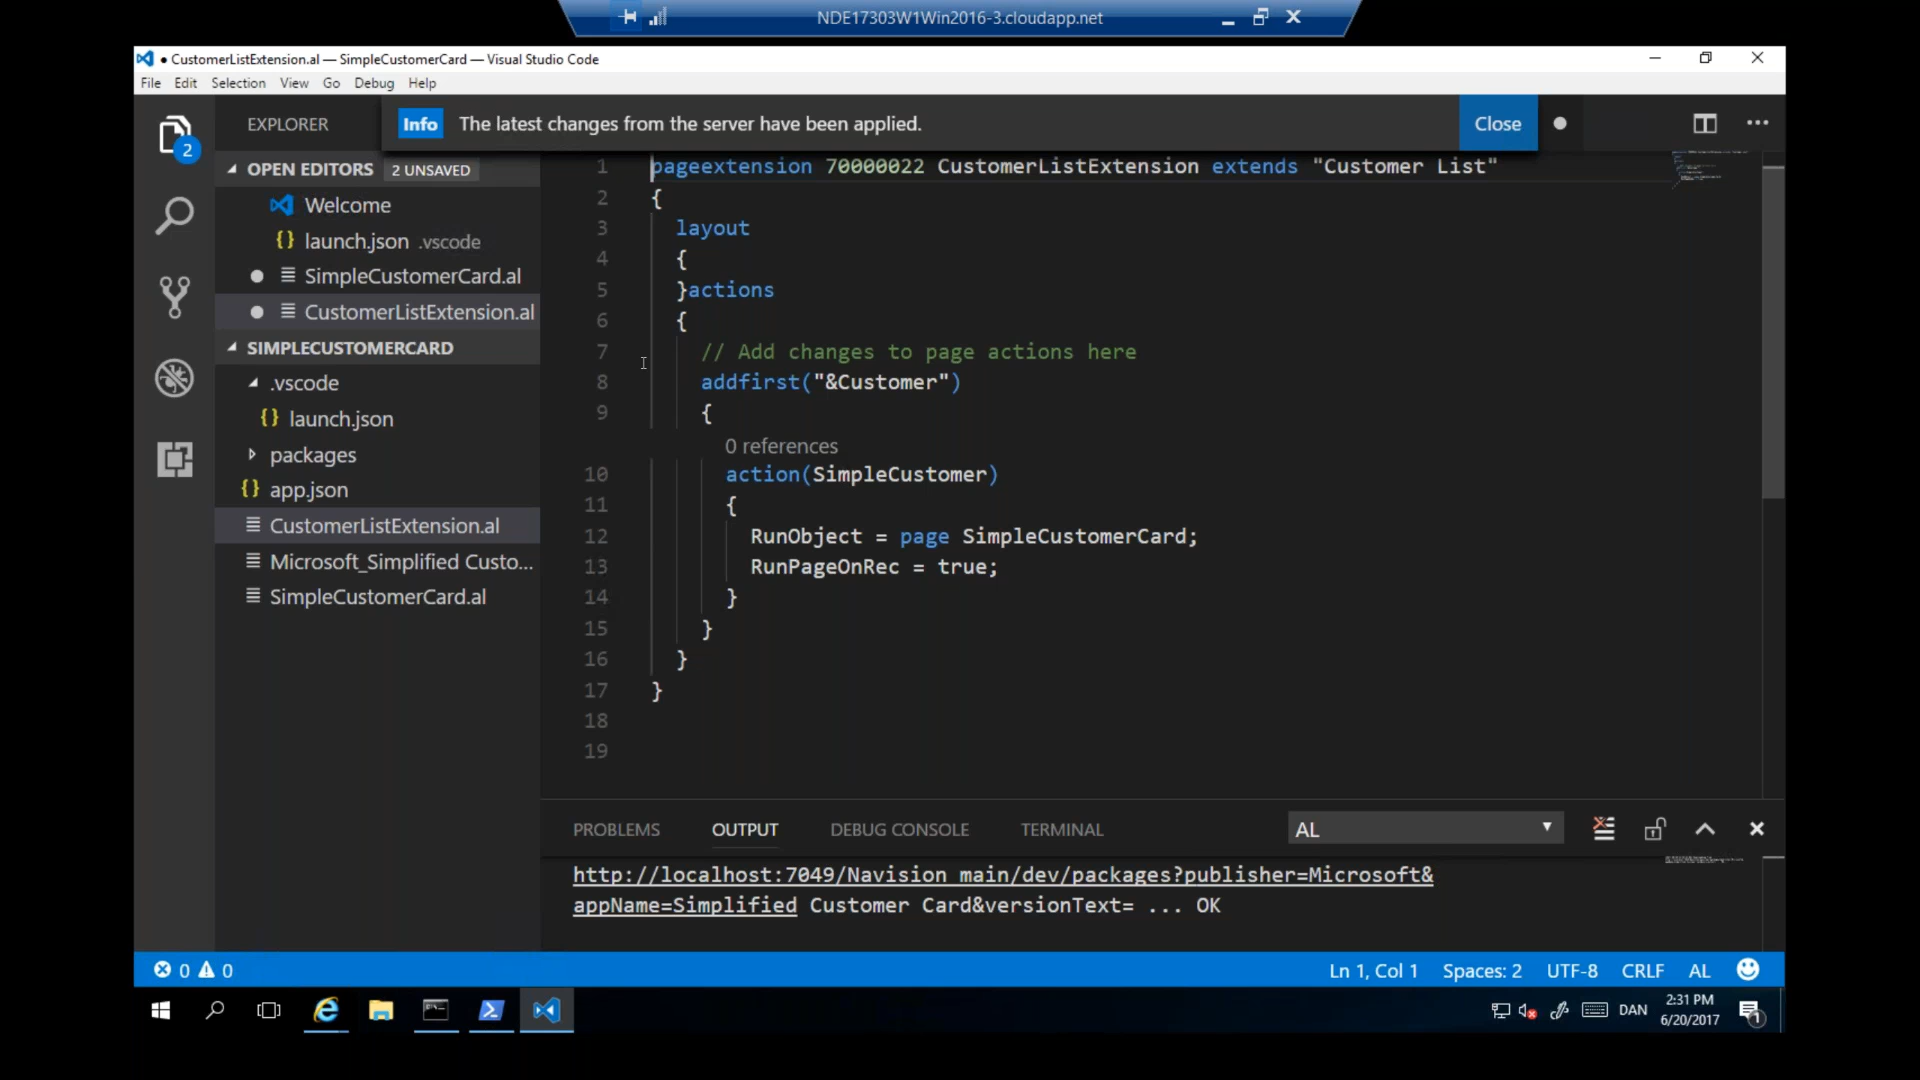 NDE17303W1Win2016-3.cloudapp.net
● CustomerListExtension.al — SimpleCustomerCard — Visual Studio Code
File Edit Selection View Go Debug Help
EXPLORER
Info The latest changes from the server have been applied. Close
2
OPEN EDITORS 2 UNSAVED
Welcome
launch.json .vscode
SimpleCustomerCard.al
CustomerListExtension.al
SIMPLECUSTOMERCARD
.vscode
{} launch.json
packages
{} app.json
CustomerListExtension.al
Microsoft_Simplified Custo...
SimpleCustomerCard.al
1 pageextension 70000022 CustomerListExtension extends "Customer List"
2 {
3 layout
4 {
5 }actions
6 {
7 // Add changes to page actions here
8 addfirst("&Customer")
9 {
0 references
10 action(SimpleCustomer)
11 {
12 RunObject = page SimpleCustomerCard;
13 RunPageOnRec = true;
14 }
15 }
16 }
17 }
18
19
PROBLEMS OUTPUT DEBUG CONSOLE TERMINAL AL
http://localhost:7049/Navision_main/dev/packages?publisher=Microsoft&
appName=Simplified Customer Card&versionText= ... OK
0 0 Ln 1, Col 1 Spaces: 2 UTF-8 CRLF AL
DAN
2:31 PM
6/20/2017
1